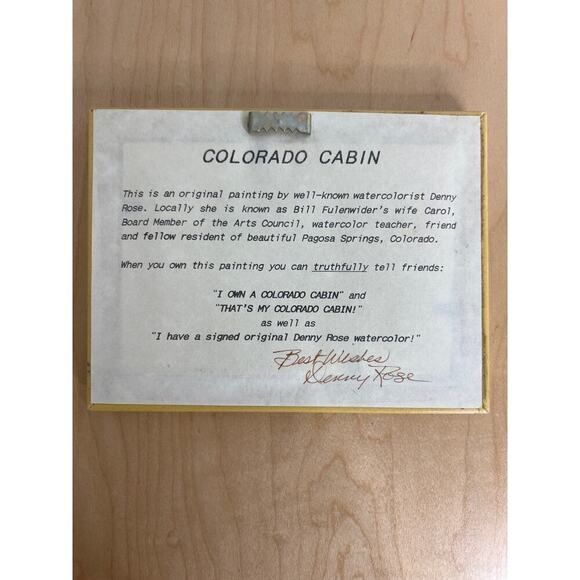 COLORADO CABIN
This is an original painting by well-known watercolorist Denny
Rose. Locally she is known as Bill Fulenwider's wife Carol,
Board Member of the Arts Council, watercolor teacher, friend
and fellow resident of beautiful Pagosa Springs, Colorado.
When you own this painting you can truthfully tell friends:
"I OWN A COLORADO CABIN" and
"THAT'S MY COLORADO CABIN!"
as well as
"I have a signed original Denny Rose watercolor!"
Best Wishes
Denny Rose